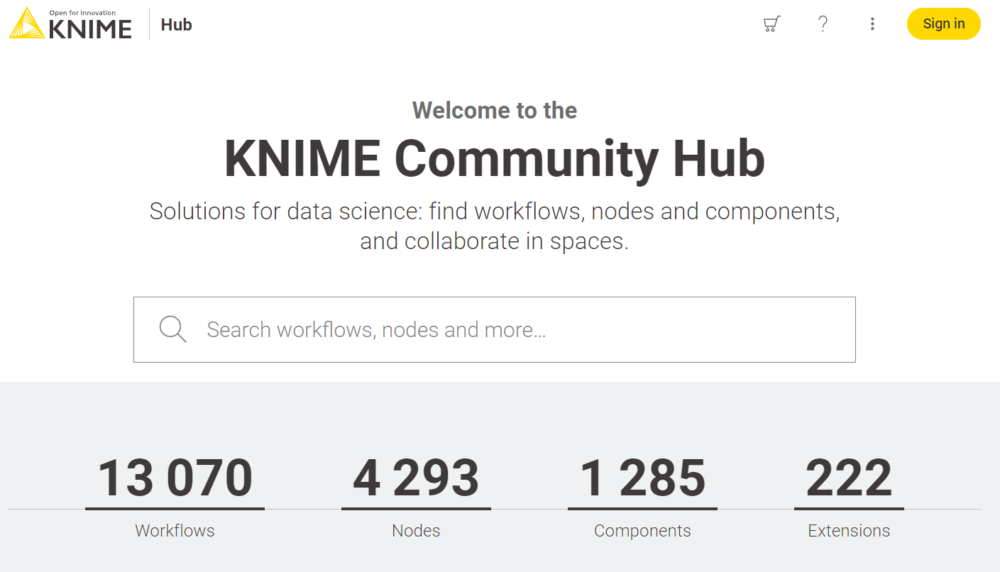 Open for Innovation
KNIME
Hub
Sign in
Welcome to the
KNIME Community Hub
Solutions for data science: find workflows, nodes and components,
and collaborate in spaces.
Search workflows, nodes and more...
13 070
4 293
1 285
222
Workflows
Nodes
Components
Extensions